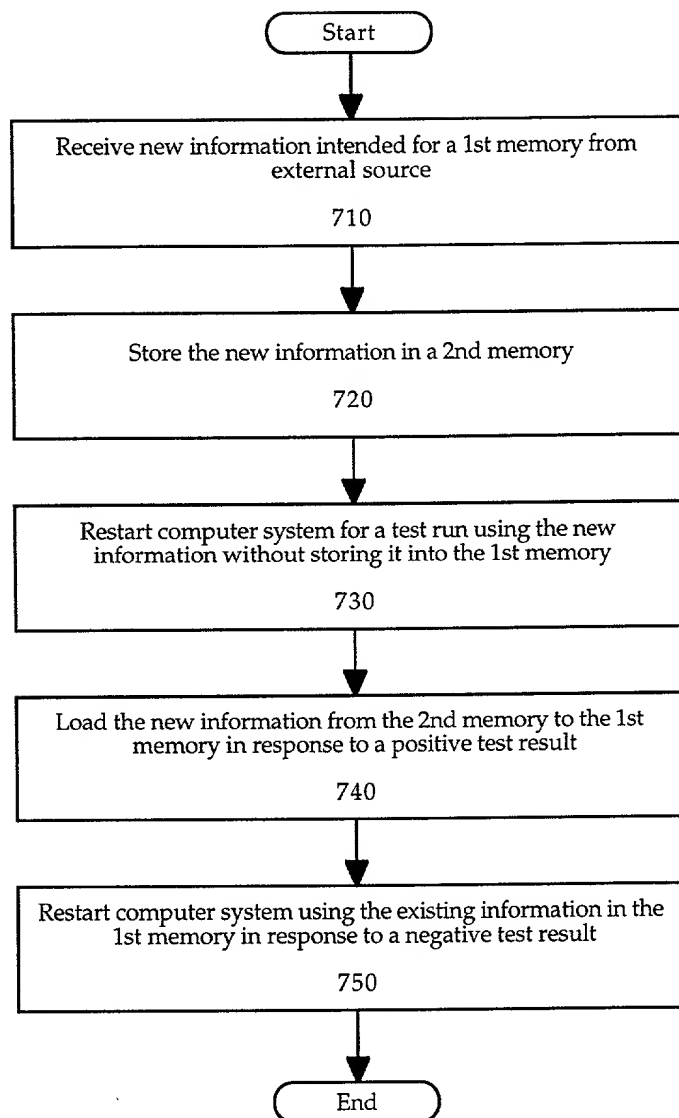 Start
Receive new information intended for a 1st memory from
external source
710
Store the new information in a 2nd memory
720
Restart computer system for a test run using the new
information without storing it into the 1st memory
730
Load the new information from the 2nd memory to the 1st
memory in response to a positive test result
740
Restart computer system using the existing information in the
1st memory in response to a negative test result
750
End